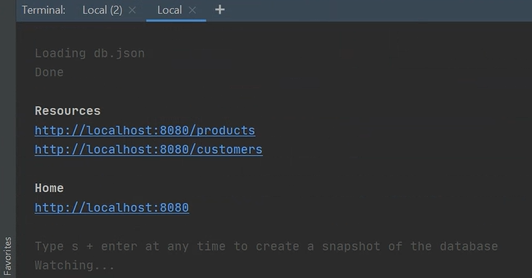 Terminal: Local (2) × Local × +
Loading db.json
Done
Resources
http://localhost:8080/products
http://localhost:8080/customers
Home
http://localhost:8080
Type s + enter at any time to create a snapshot of the database
Watching...
Favorites